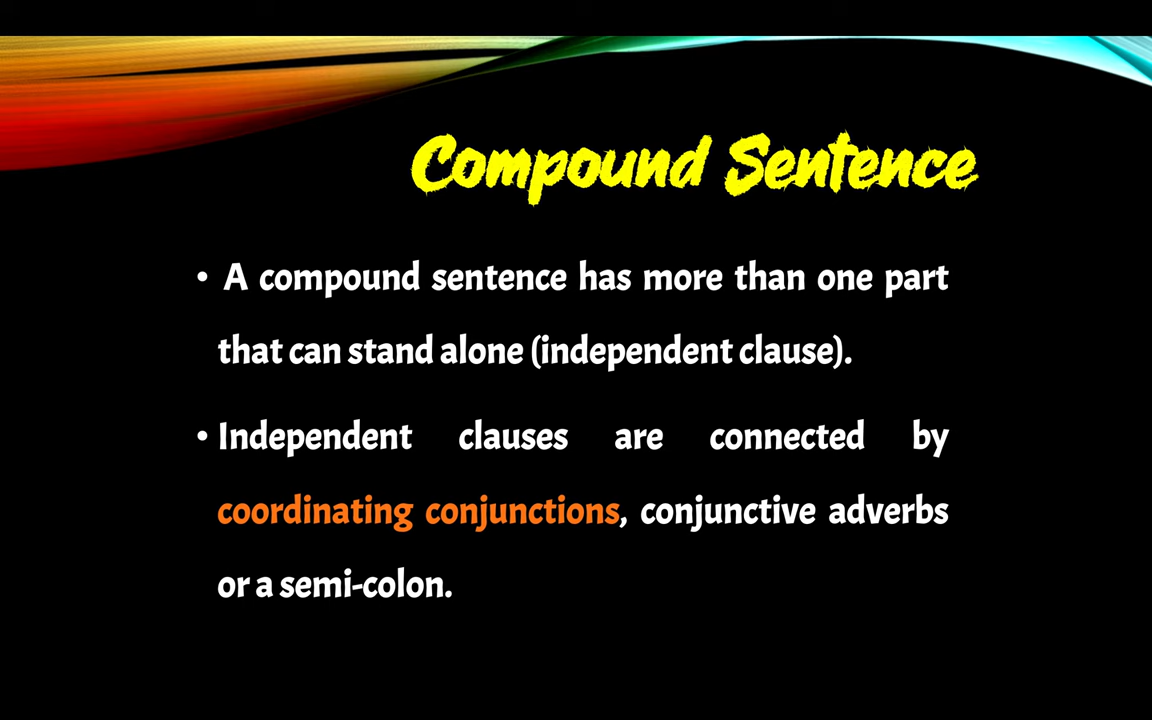 Compound Sentence
• A compound sentence has more than one part
that can stand alone (independent clause).
• Independent clauses are connected by
coordinating conjunctions, conjunctive adverbs
or a semi-colon.